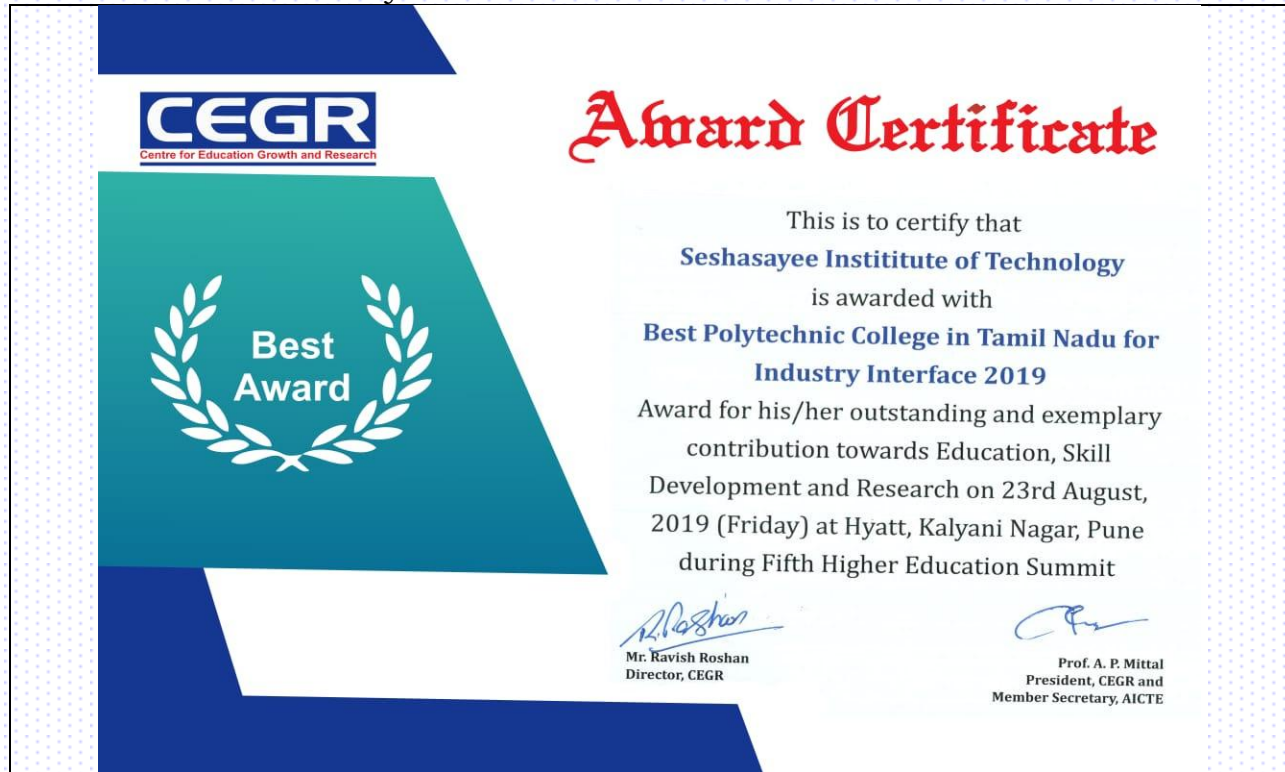 CEGR
Centre for Education Growth and Research
Award Certificate
Best
Award
This is to certify that
Seshasayee Instititute of Technology
is awarded with
Best Polytechnic College in Tamil Nadu for
Industry Interface 2019
Award for his/her outstanding and exemplary
contribution towards Education, Skill
Development and Research on 23rd August,
2019 (Friday) at Hyatt, Kalyani Nagar, Pune
during Fifth Higher Education Summit
R. Roshan
Mr. Ravish Roshan
Director, CEGR
Prof. A. P. Mittal
President, CEGR and
Member Secretary, AICTE